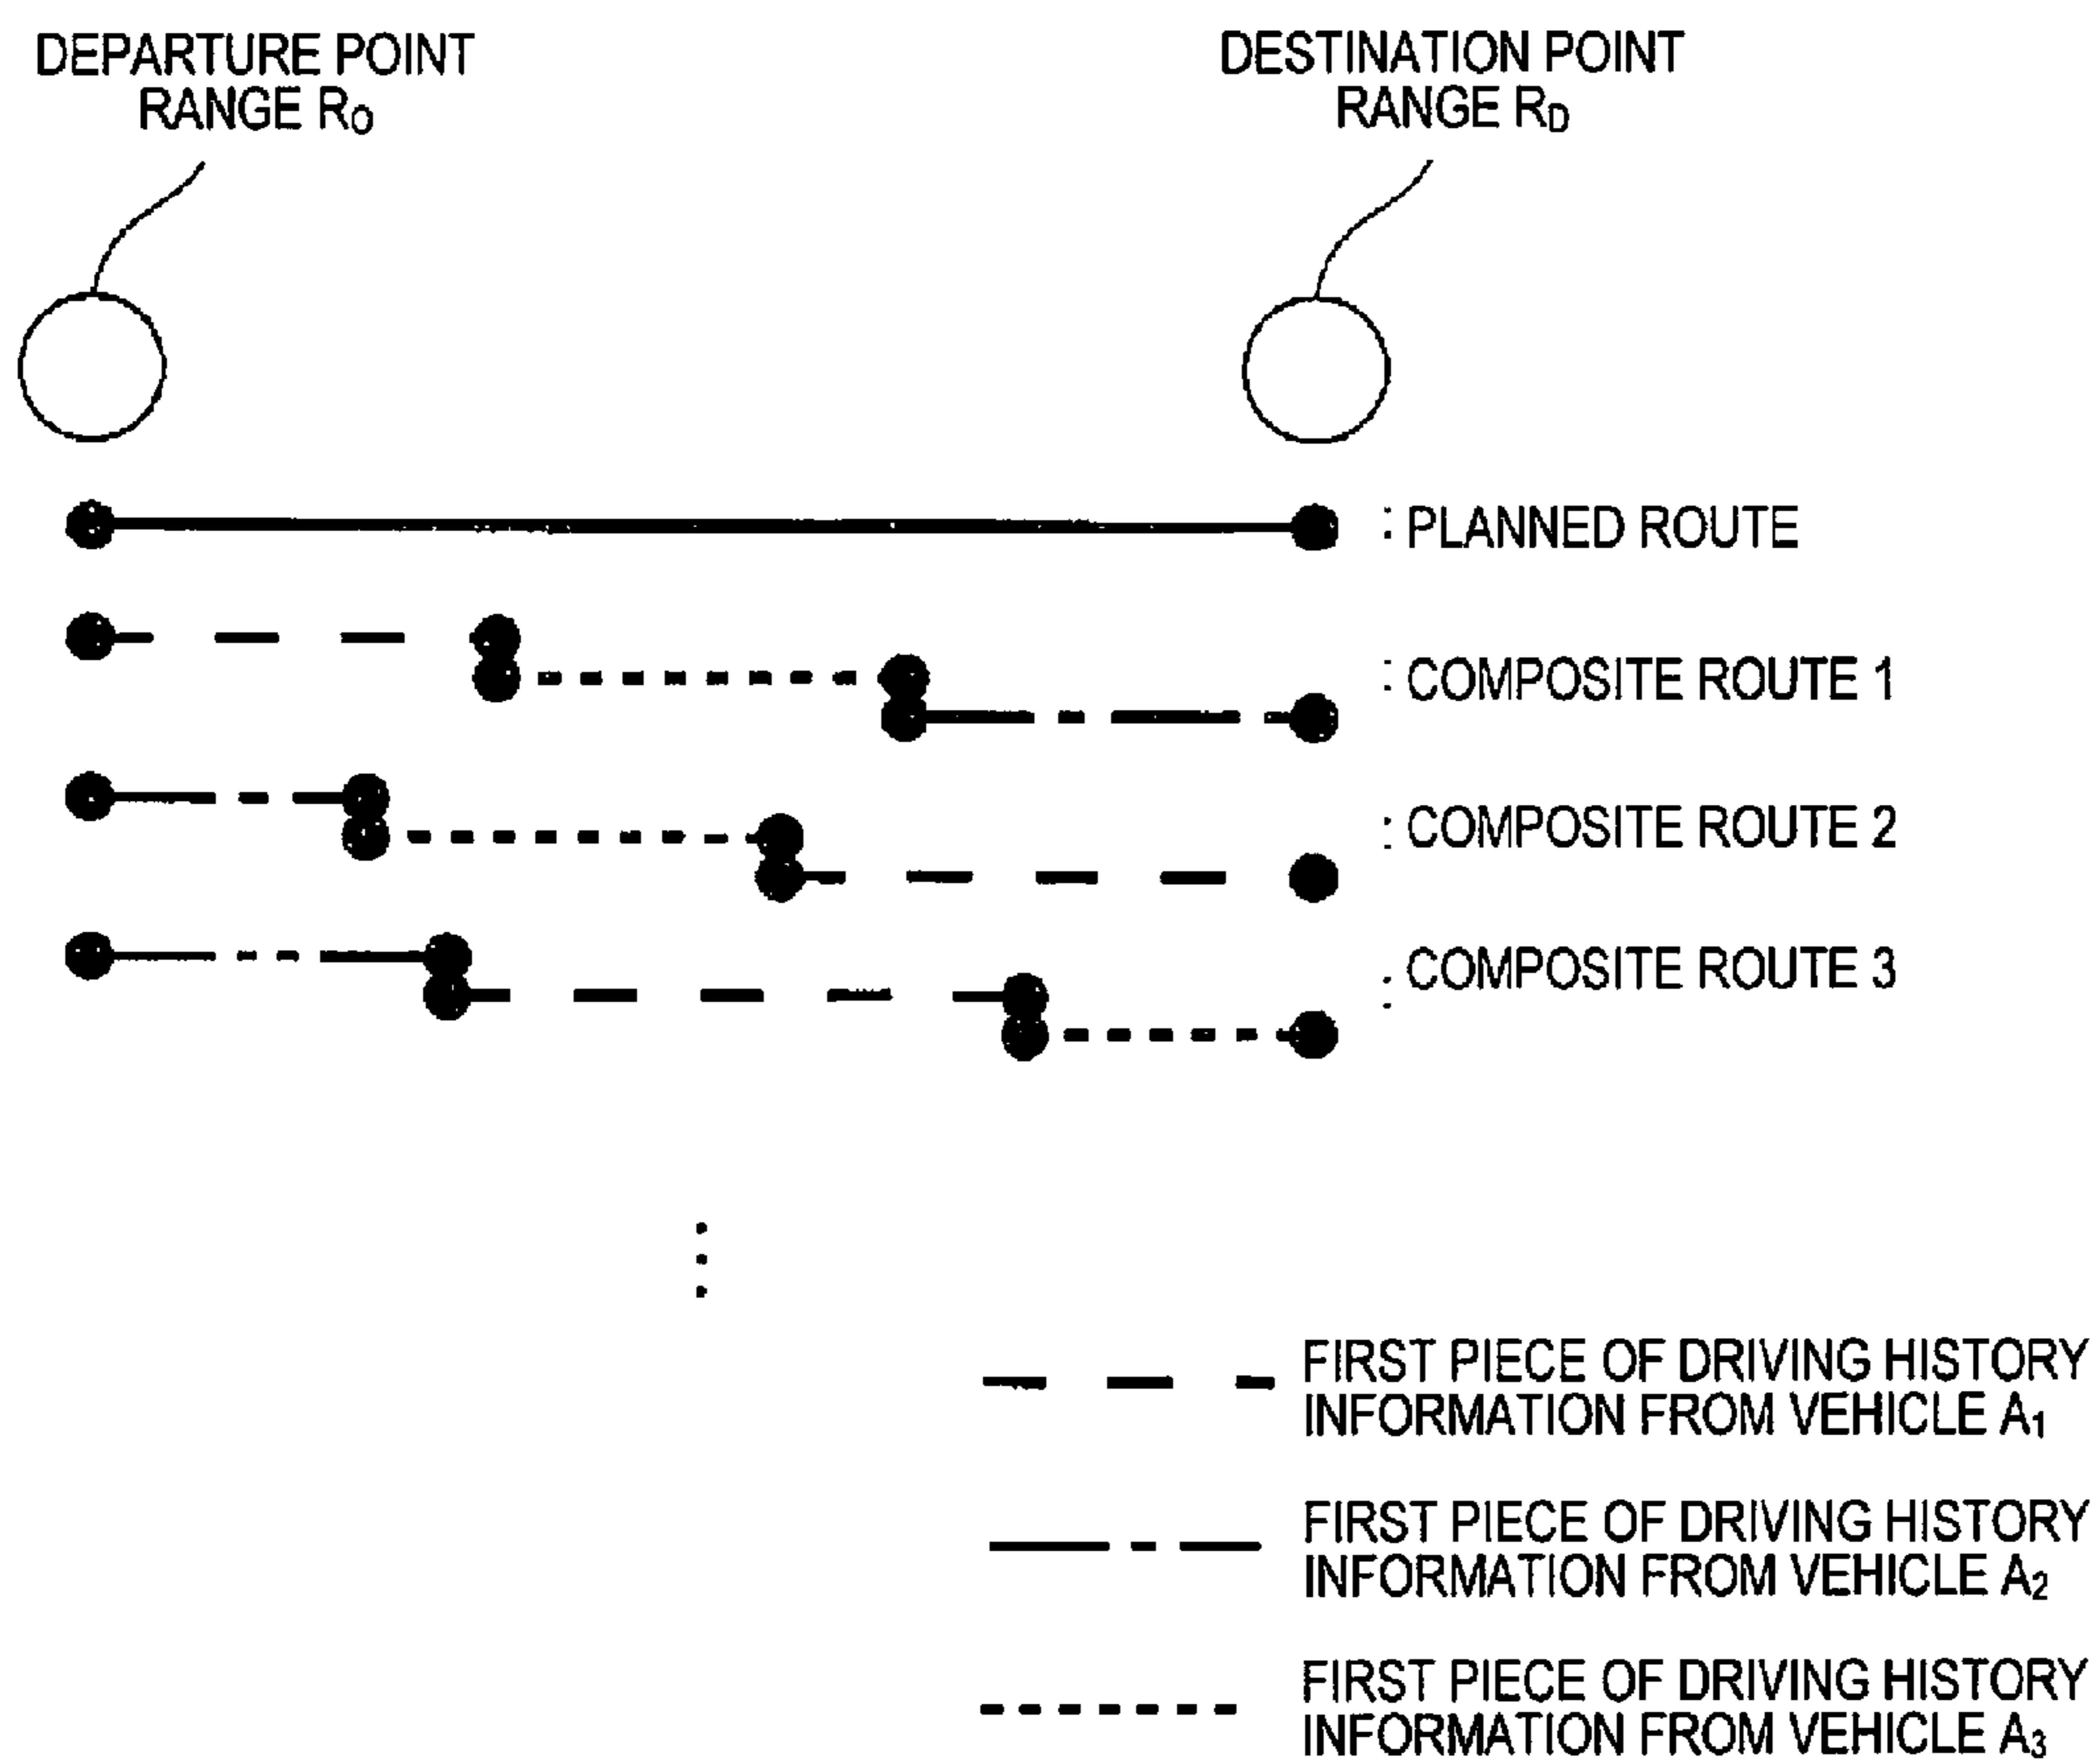 DEPARTURE POINT
RANGE RO
DESTINATION POINT
RANGE RD
: PLANNED ROUTE
: COMPOSITE ROUTE 1
: COMPOSITE ROUTE 2
: COMPOSITE ROUTE 3
FIRST PIECE OF DRIVING HISTORY
INFORMATION FROM VEHICLE A1
FIRST PIECE OF DRIVING HISTORY
INFORMATION FROM VEHICLE A2
FIRST PIECE OF DRIVING HISTORY
INFORMATION FROM VEHICLE A3